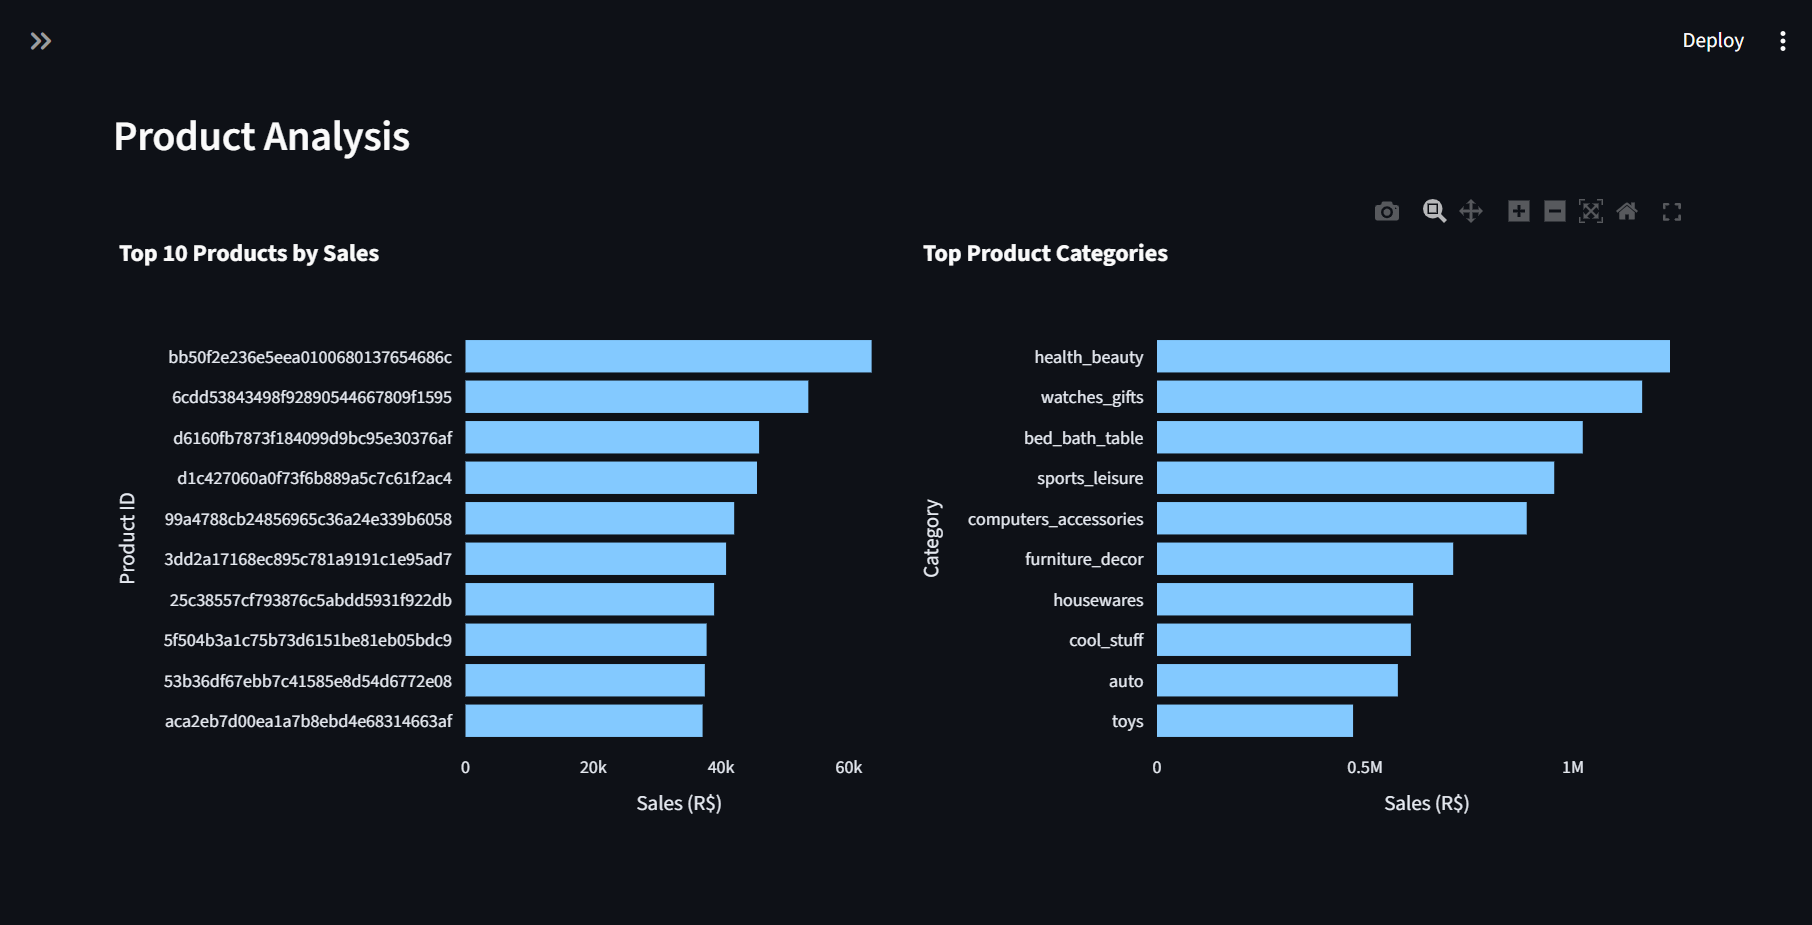 Deploy
Product Analysis
Top 10 Products by Sales
Product ID
bb50f2e236e5eea0100680137654686c
6cdd53843498f92890544667809f1595
d6160fb7873f184099d9bc95e30376af
d1c427060a0f73f6b889a5c7c61f2ac4
99a4788cb24856965c36a24e339b6058
3dd2a17168ec895c781a9191c1e95ad7
25c38557cf793876c5abdd5931f922db
5f504b3a1c75b73d6151be81eb05bdc9
53b36df67ebb7c41585e8d54d6772e08
aca2eb7d00ea1a7b8ebd4e68314663af
0 20k 40k 60k
Sales (R$)
Top Product Categories
Category
health_beauty
watches_gifts
bed_bath_table
sports_leisure
computers_accessories
furniture_decor
housewares
cool_stuff
auto
toys
0 0.5M 1M
Sales (R$)